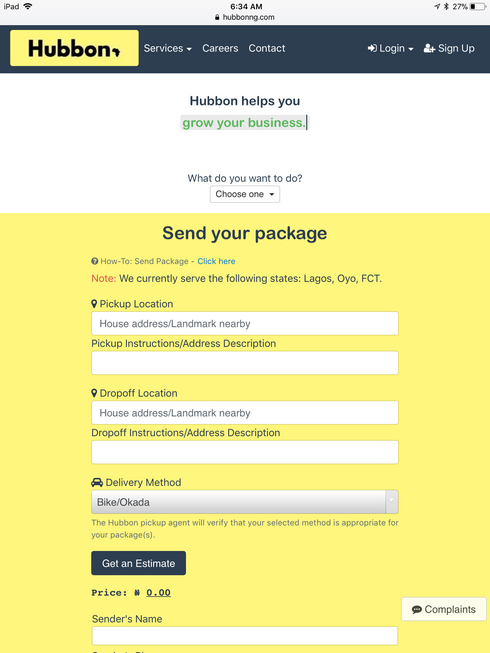 iPad 6:34 AM 27%
hubbonng.com
Hubbon Services Careers Contact Login Sign Up
Hubbon helps you
grow your business.
What do you want to do?
Choose one
Send your package
How-To: Send Package - Click here
Note: We currently serve the following states: Lagos, Oyo, FCT.
Pickup Location
House address/Landmark nearby
Pickup Instructions/Address Description
Dropoff Location
House address/Landmark nearby
Dropoff Instructions/Address Description
Delivery Method
Bike/Okada
The Hubbon pickup agent will verify that your selected method is appropriate for
your package(s).
Get an Estimate
Price: ₦ 0.00
Complaints
Sender's Name